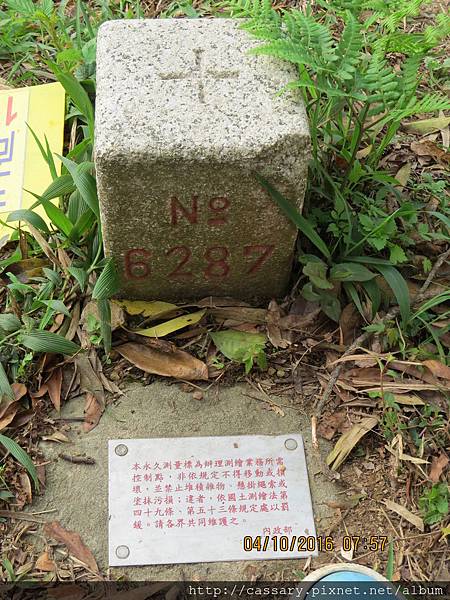 No
6287
本永久測量標為辦理測繪業務所需
控制點，非依規定不得移動或損
壞，並禁止堆積雜物、懸掛繩索或
塗抹污損；違者，依國土測繪法第
四十九條、第五十三條規定處以罰
鍰。請各界共同維護之。
內政部
04/10/2016 07:57
http://cassary.pixnet.net/album